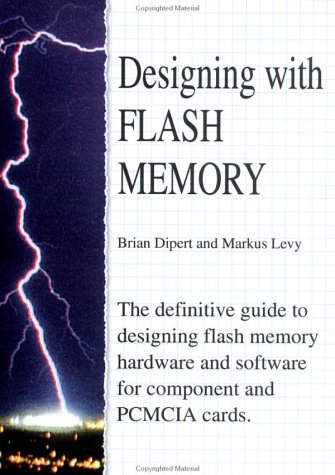 Copyrighted Material
Designing with
FLASH
MEMORY
Brian Dipert and Markus Levy
The definitive guide to
designing flash memory
hardware and software
for component and
PCMCIA cards.
Copyrighted Material